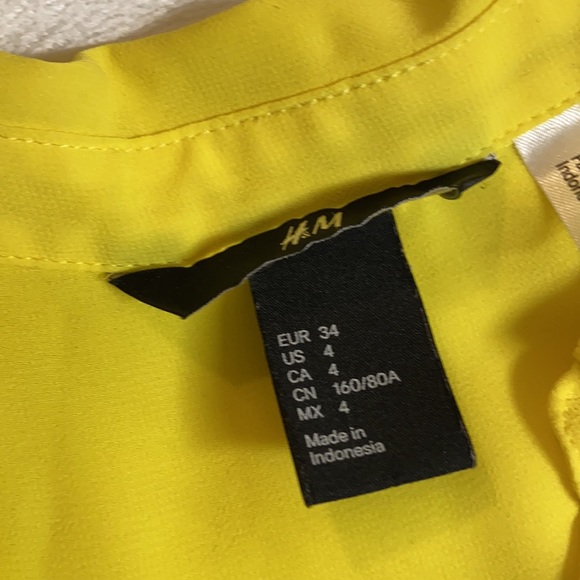 H&M
EUR 34
US 4
CA 4
CN 160/80A
MX 4
Made in
Indonesia